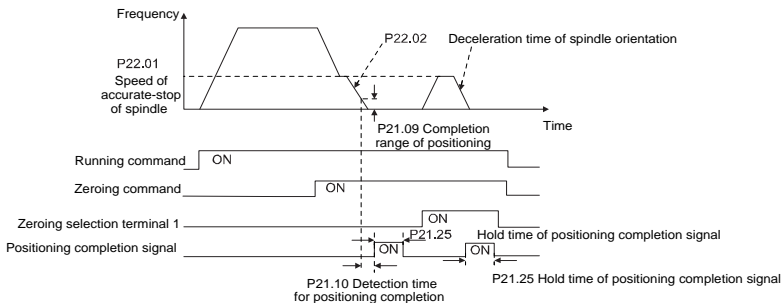 Frequency
P22.02
Deceleration time of spindle orientation
P22.01
Speed of
accurate-stop
of spindle
Time
P21.09 Completion
range of positioning
Running command
ON
Zeroing command
ON
Zeroing selection terminal 1
ON
P21.25
Hold time of positioning completion signal
Positioning completion signal
ON
ON
P21.10 Detection time
for positioning completion
P21.25 Hold time of positioning completion signal